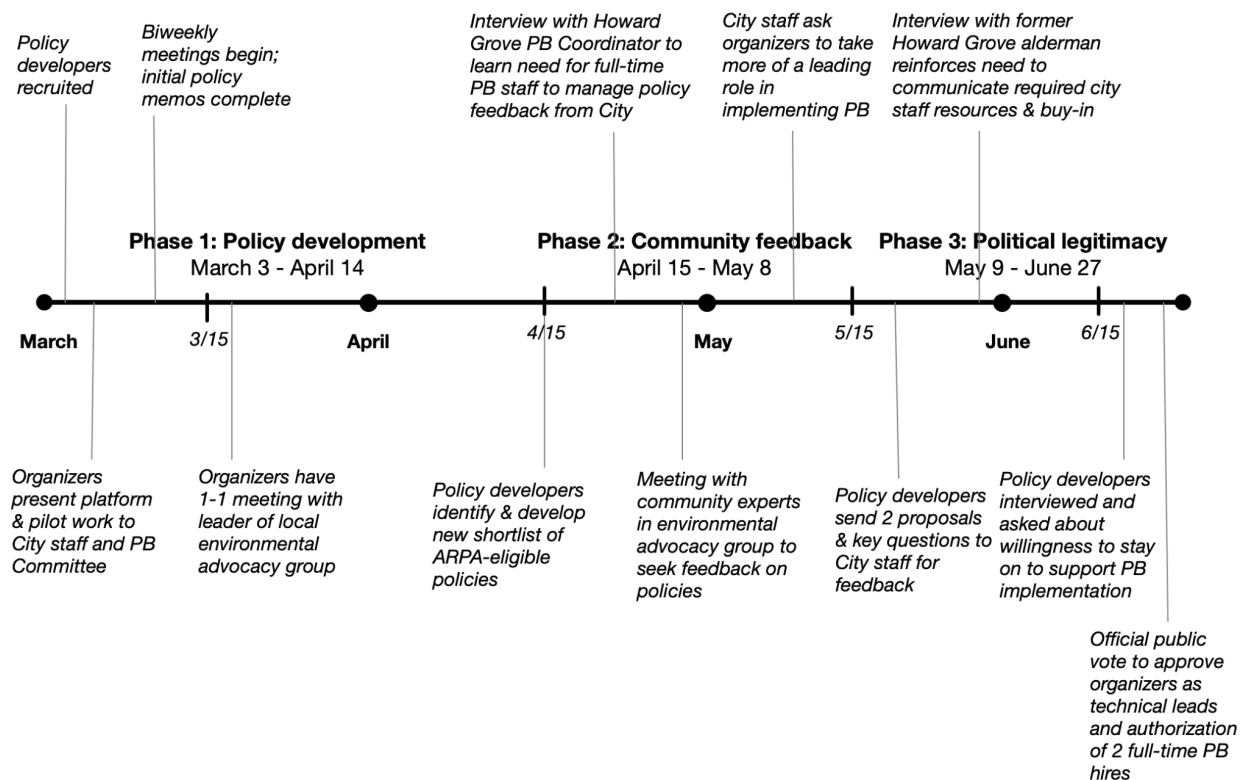 Policy
developers
recruited
Biweekly
meetings begin;
initial policy
memos complete
Interview with Howard
Grove PB Coordinator to
learn need for full-time
PB staff to manage policy
feedback from City
City staff ask
organizers to take
more of a leading
role in
implementing PB
Interview with former
Howard Grove alderman
reinforces need to
communicate required city
staff resources & buy-in
Phase 1: Policy development
March 3 - April 14
Phase 2: Community feedback
April 15 - May 8
Phase 3: Political legitimacy
May 9 - June 27
March
3/15
April
4/15
May
5/15
June
6/15
Organizers
present platform
& pilot work to
City staff and PB
Committee
Organizers have
1-1 meeting with
leader of local
environmental
advocacy group
Policy developers
identify & develop
new shortlist of
ARPA-eligible
policies
Meeting with
community experts
in environmental
advocacy group to
seek feedback on
policies
Policy developers
send 2 proposals
& key questions to
City staff for
feedback
Policy developers
interviewed and
asked about
willingness to stay
on to support PB
implementation
Official public
vote to approve
organizers as
technical leads
and authorization
of 2 full-time PB
hires